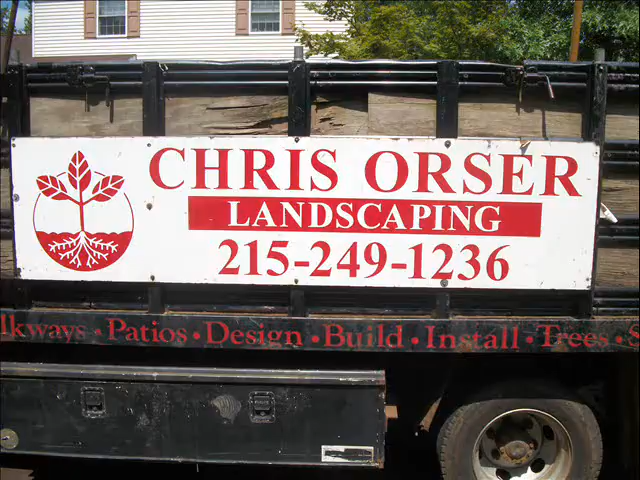 CHRIS ORSER
LANDSCAPING
215-249-1236
lkways • Patios • Design • Build • Install • Trees • S